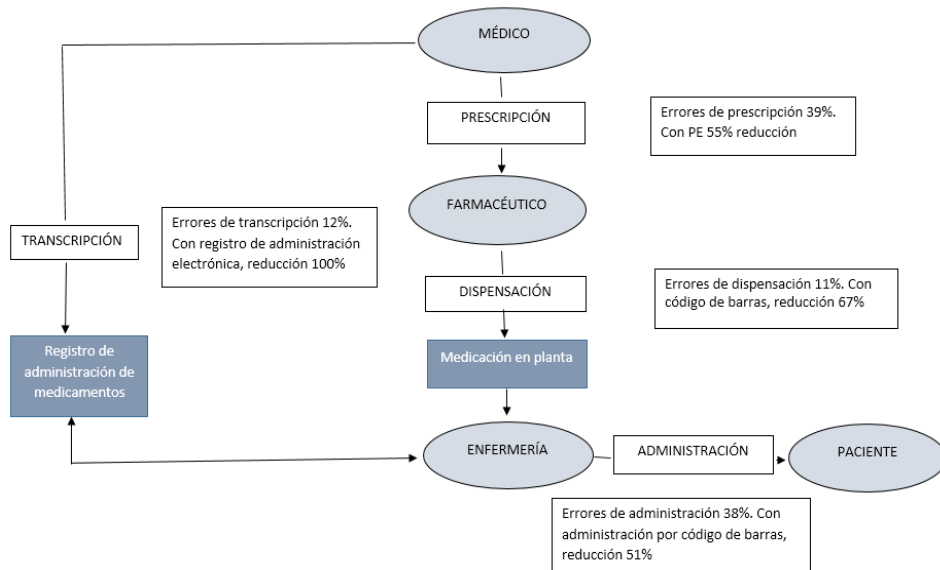 MÉDICO
PRESCRIPCIÓN
Errores de prescripción 39%.
Con PE 55% reducción
FARMACÉUTICO
Errores de transcripción 12%.
Con registro de administración
electrónica, reducción 100%
TRANSCRIPCIÓN
DISPENSACIÓN
Errores de dispensación 11%. Con
código de barras, reducción 67%
Registro de
administración de
medicamentos
Medicación en planta
ENFERMERÍA
ADMINISTRACIÓN
PACIENTE
Errores de administración 38%. Con
administración por código de barras,
reducción 51%